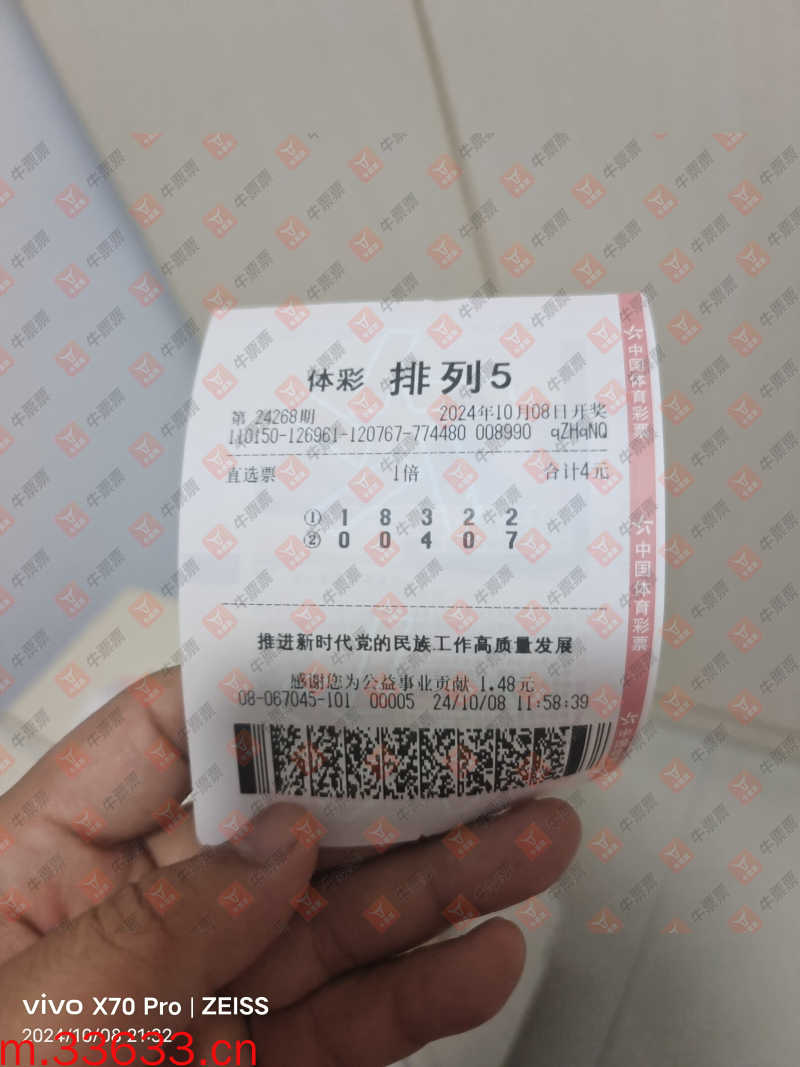 体彩 排列5
第 24268期 2024年10月08日开奖
110150-126961-120767-774480 008990 qZHqNQ
直选票 1倍 合计4元
① 1 8 3 2 2
② 0 0 4 0 7
推进新时代党的民族工作高质量发展
感谢您为公益事业贡献 1.48元
08-067045-101 00005 24/10/08 11:58:39
中国体育彩票
中国体育彩票
中国
牛票票
vivo X70 Pro | ZEISS
2024/10/08 21:32
m.33633.cn